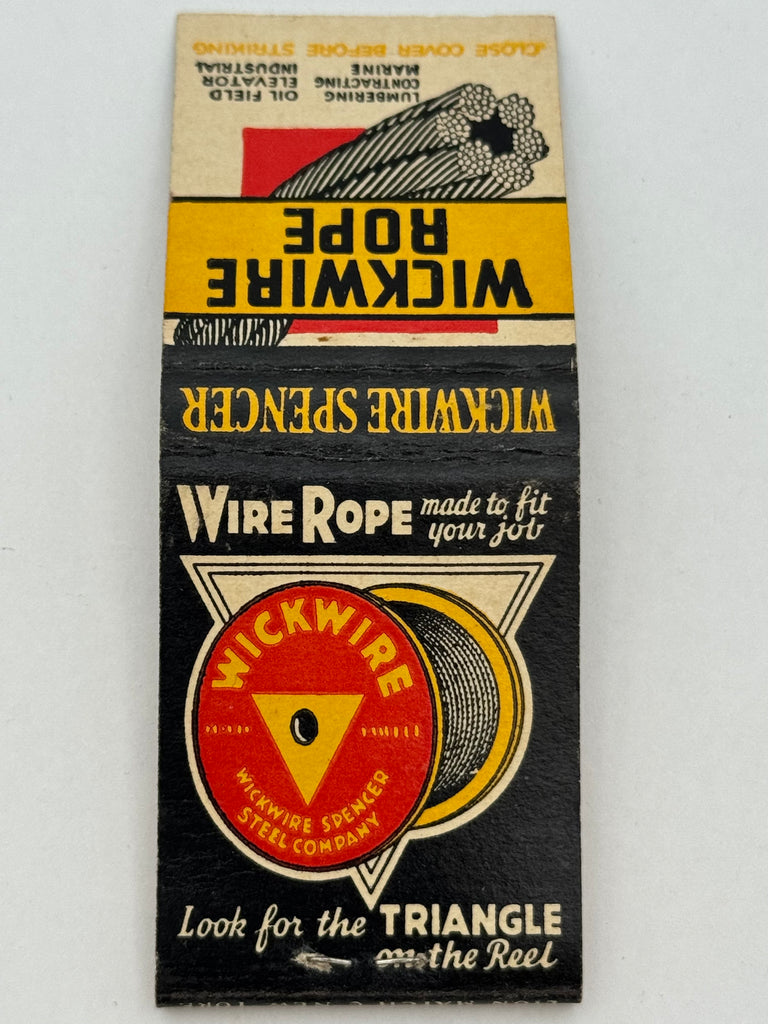 CLOSE COVER BEFORE STRIKING
LUMBERING OIL FIELD
CONTRACTING ELEVATOR
MARINE INDUSTRIAL
WICKWIRE
ROPE
WICKWIRE SPENCER
WIRE ROPE made to fit
your job
WICKWIRE
WICKWIRE SPENCER
STEEL COMPANY
Look for the TRIANGLE
on the Reel